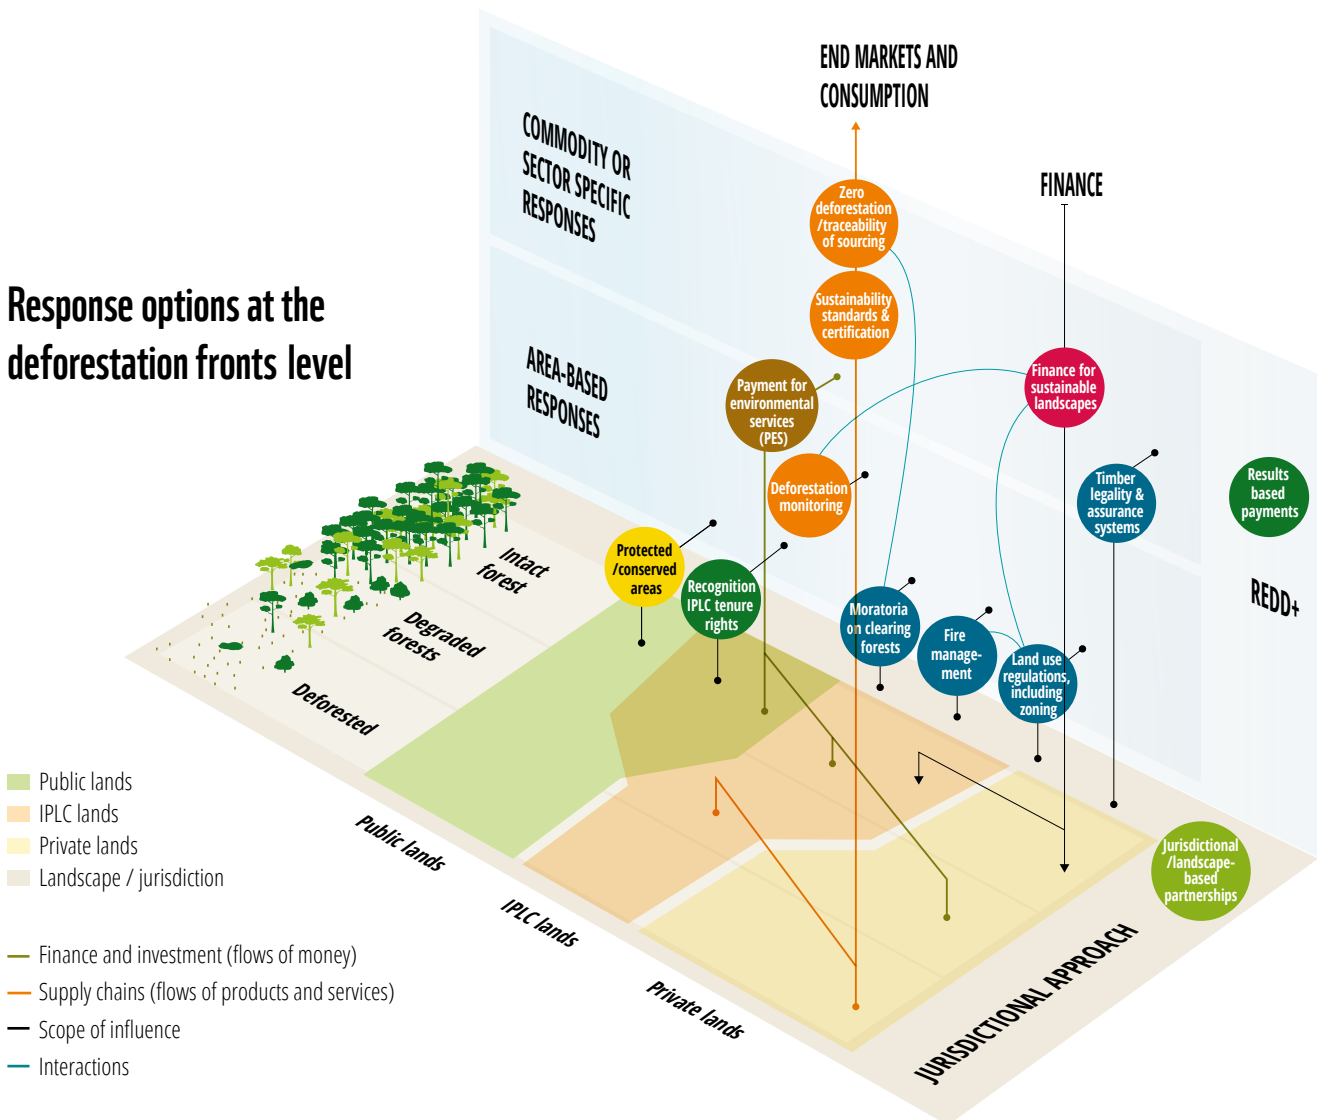 Response options at the
deforestation fronts level
END MARKETS AND
CONSUMPTION
FINANCE
COMMODITY OR
SECTOR SPECIFIC
RESPONSES
AREA-BASED
RESPONSES
Zero
deforestation
/traceability
of sourcing
Sustainability
standards &
certification
Payment for
environmental
services
(PES)
Deforestation
monitoring
Finance for
sustainable
landscapes
Timber
legality &
assurance
systems
Results
based
payments
REDD+
Protected
/conserved
areas
Recognition
IPLC tenure
rights
Moratoria
on clearing
forests
Fire
manage-
ment
Land use
regulations,
including
zoning
Jurisdictional
/landscape-
based
partnerships
Intact
forest
Degraded
forests
Deforested
Public lands
IPLC lands
Private lands
JURISDICTIONAL APPROACH
Public lands
IPLC lands
Private lands
Landscape / jurisdiction
Finance and investment (flows of money)
Supply chains (flows of products and services)
Scope of influence
Interactions